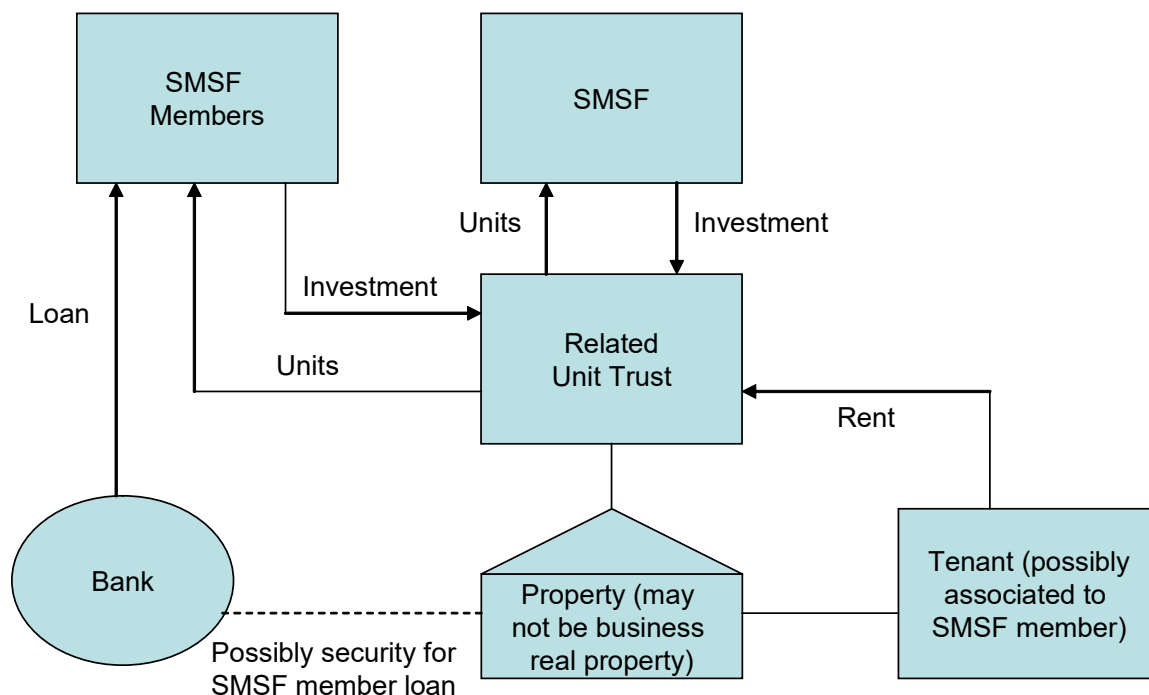 SMSF
Members
SMSF
Units
Investment
Loan
Investment
Units
Related
Unit Trust
Rent
Bank
Property (may
not be business
real property)
Tenant (possibly
associated to
SMSF member)
Possibly security for
SMSF member loan